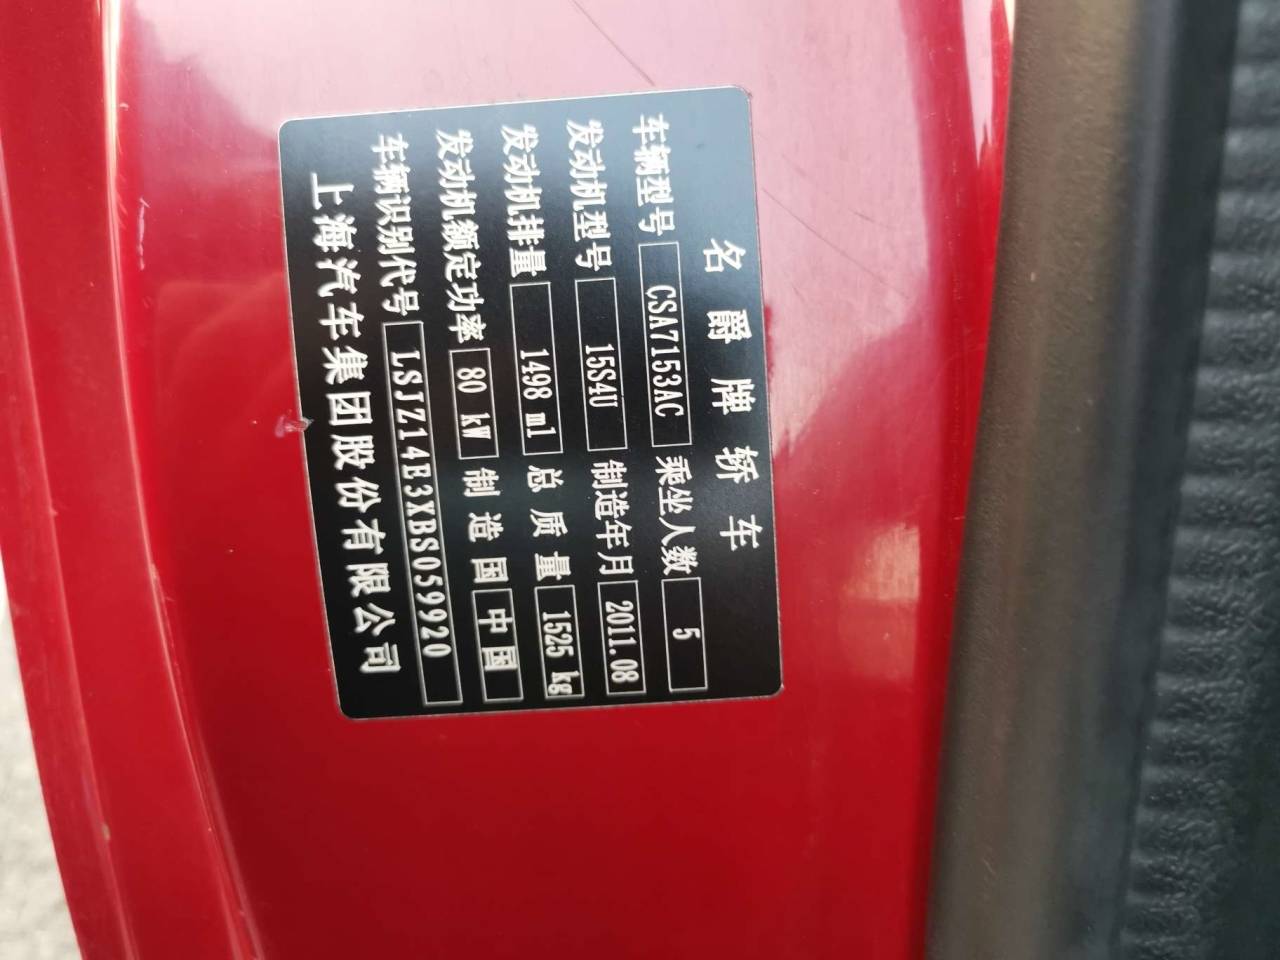 名爵牌轿车
车辆型号 CSA7153AC 乘坐人数 5
发动机型号 15S4U 制造年月 2011.08
发动机排量 1498 ml 总质量 1525 kg
发动机额定功率 80 kW 制造国 中国
车辆识别代号 LSJZ14E3XBS059920
上海汽车集团股份有限公司